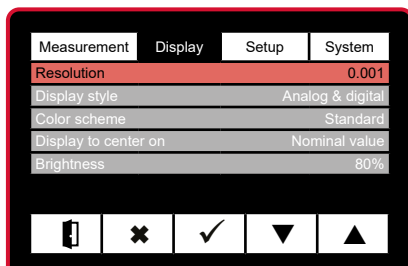 Measurement Display Setup System
Resolution 0.001
Display style Analog & digital
Color scheme Standard
Display to center on Nominal value
Brightness 80%